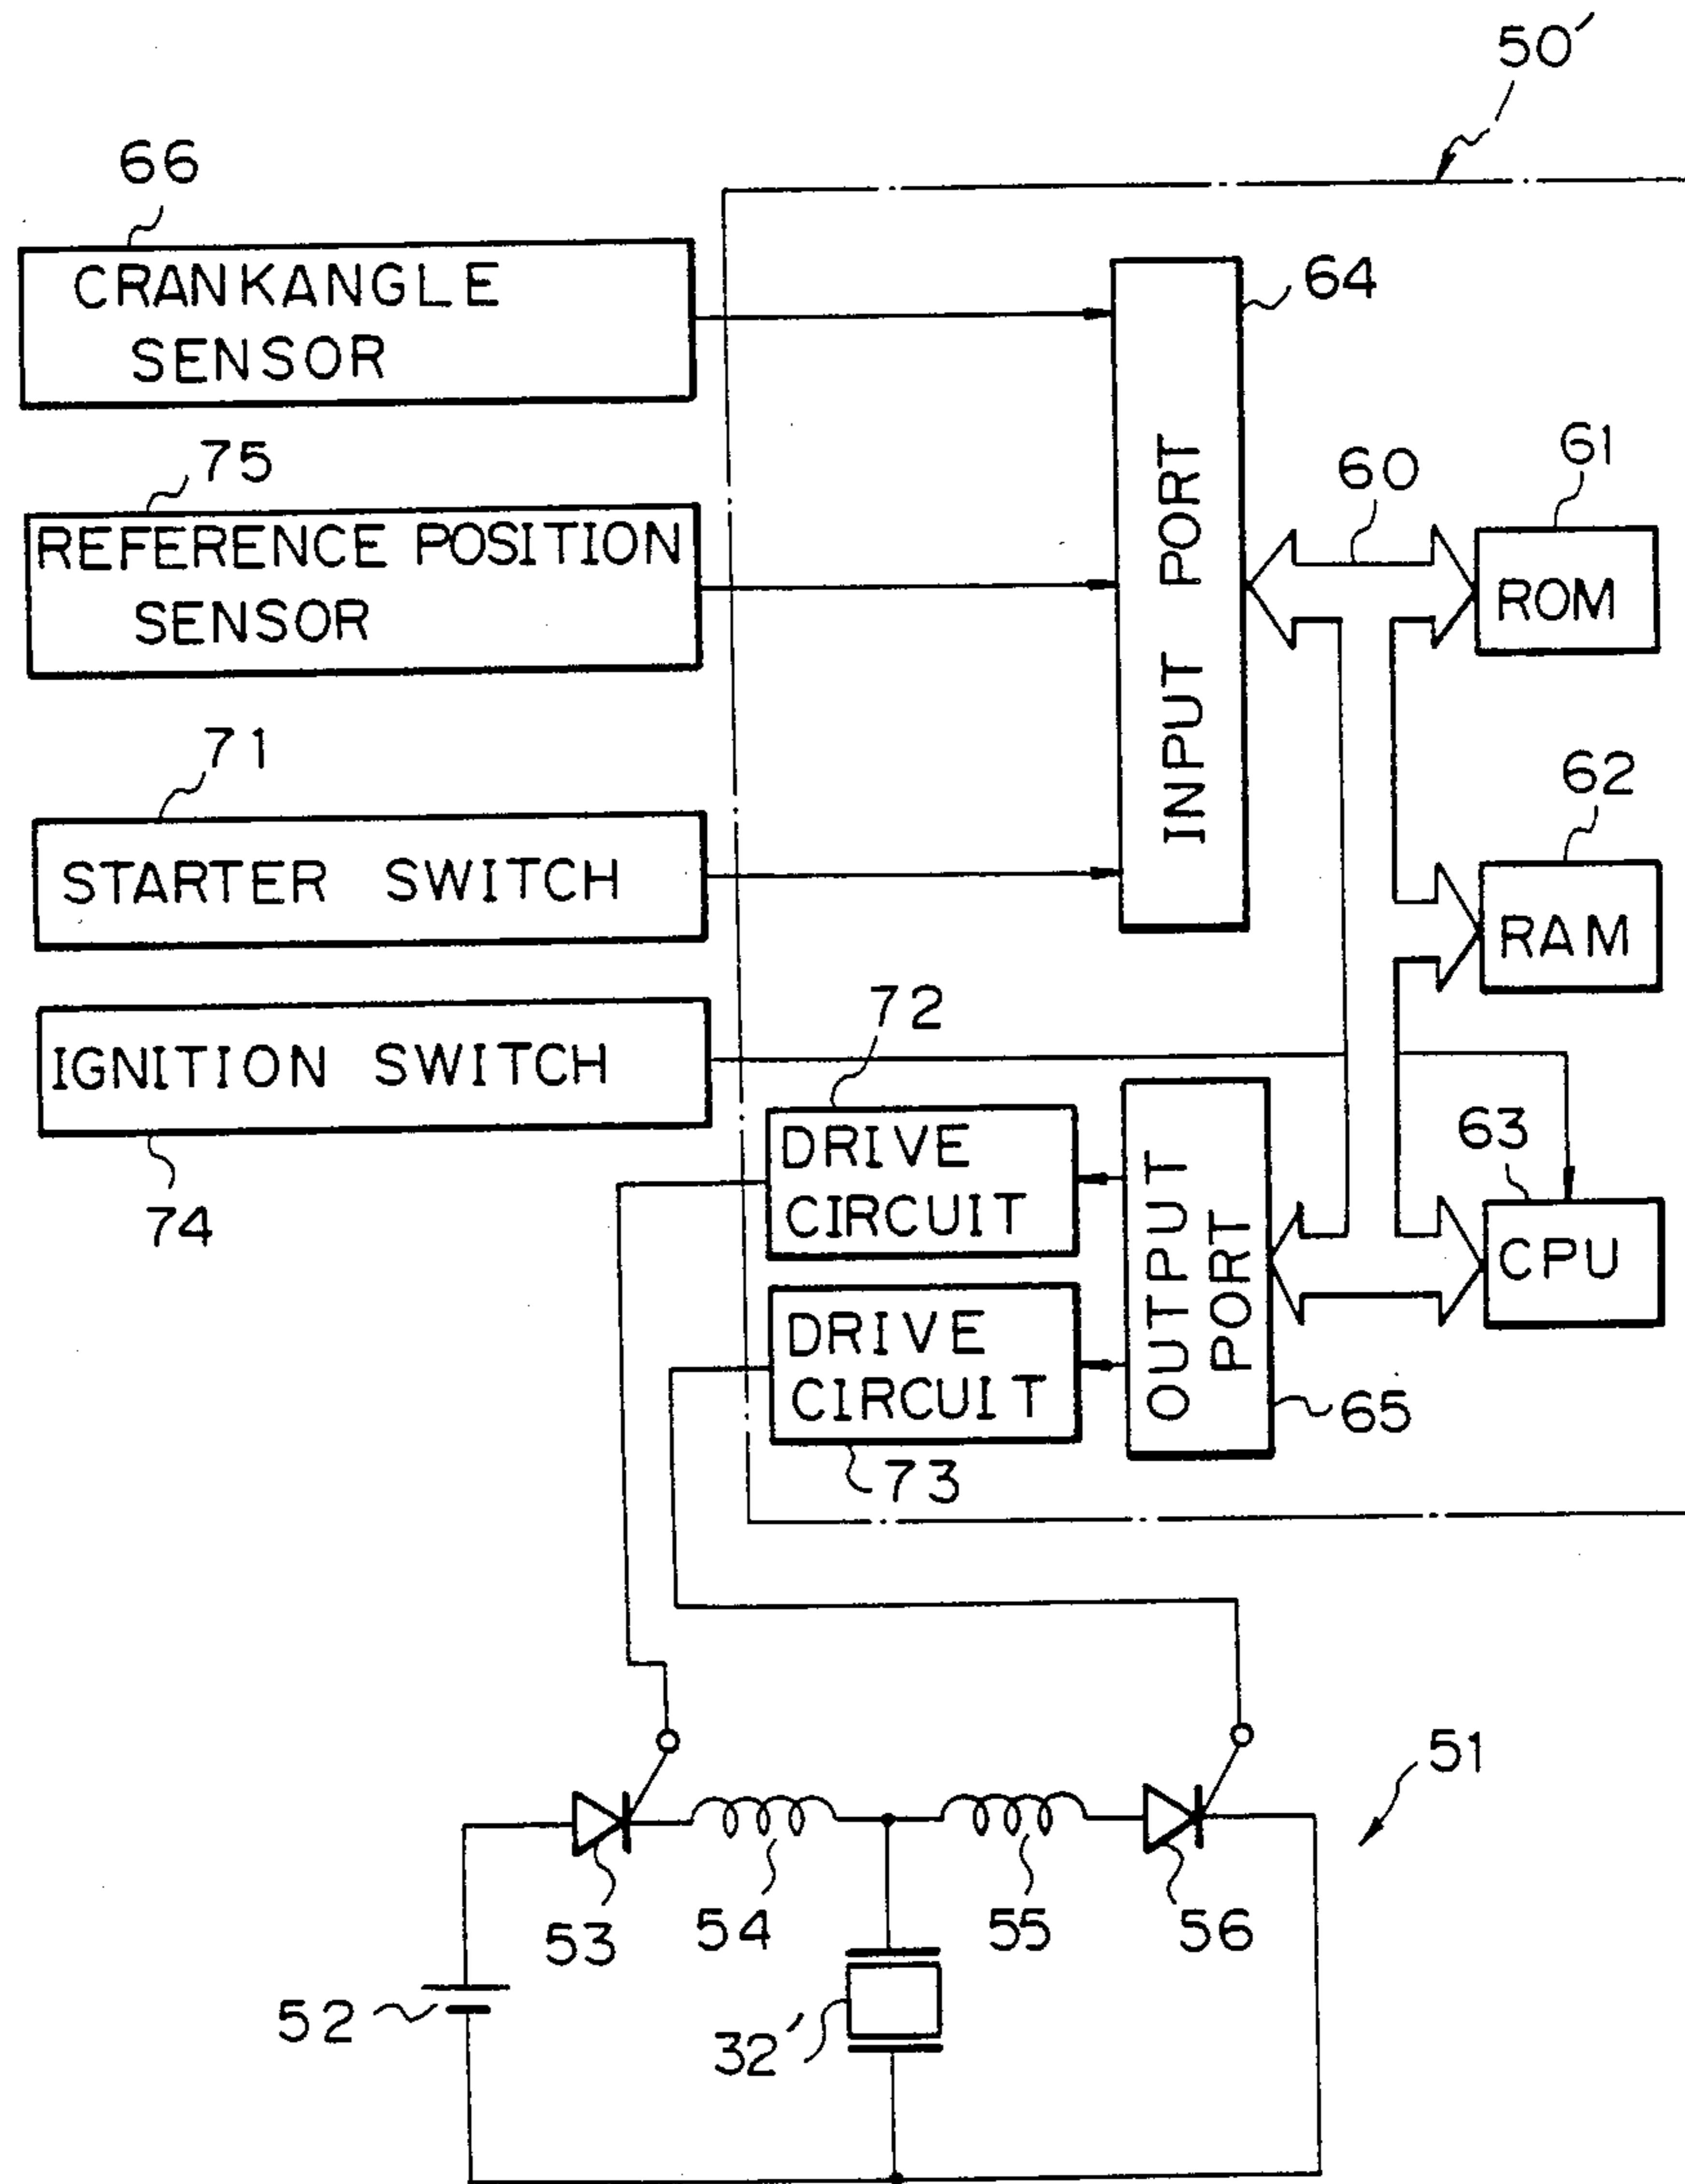 50′
66
CRANKANGLE
SENSOR
64
75
REFERENCE POSITION
SENSOR
INPUT PORT
60
61
ROM
71
STARTER SWITCH
62
RAM
72
IGNITION SWITCH
74
DRIVE
CIRCUIT
OUTPUT
PORT
63
CPU
DRIVE
CIRCUIT
73
65
51
53
54
55
56
52
32′